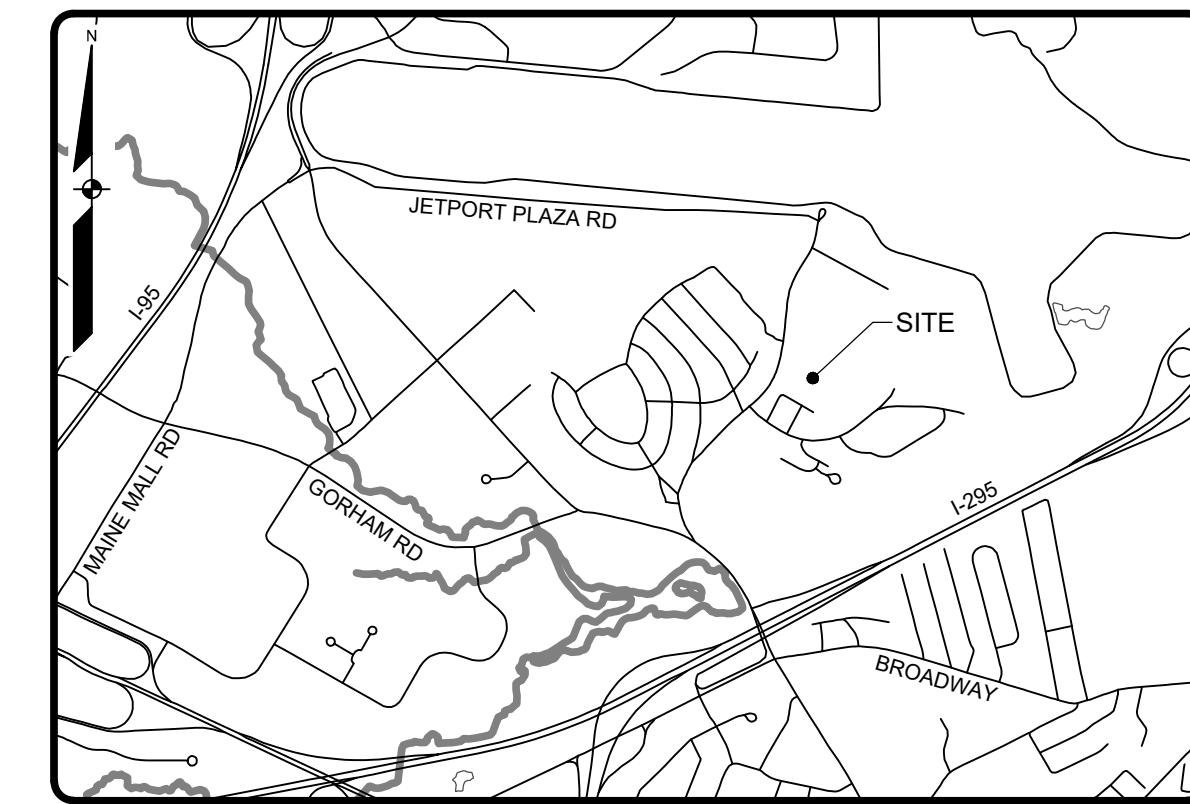 N
JETPORT PLAZA RD
I-95
SITE
MAINE MALL RD
GORHAM RD
I-295
BROADWAY